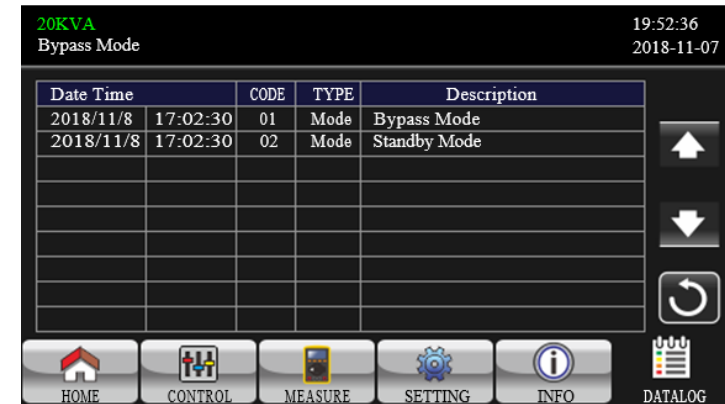 20KVA 19:52:36
Bypass Mode 2018-11-07
Date Time CODE TYPE Description
2018/11/8 17:02:30 01 Mode Bypass Mode
2018/11/8 17:02:30 02 Mode Standby Mode
HOME CONTROL MEASURE SETTING INFO DATALOG